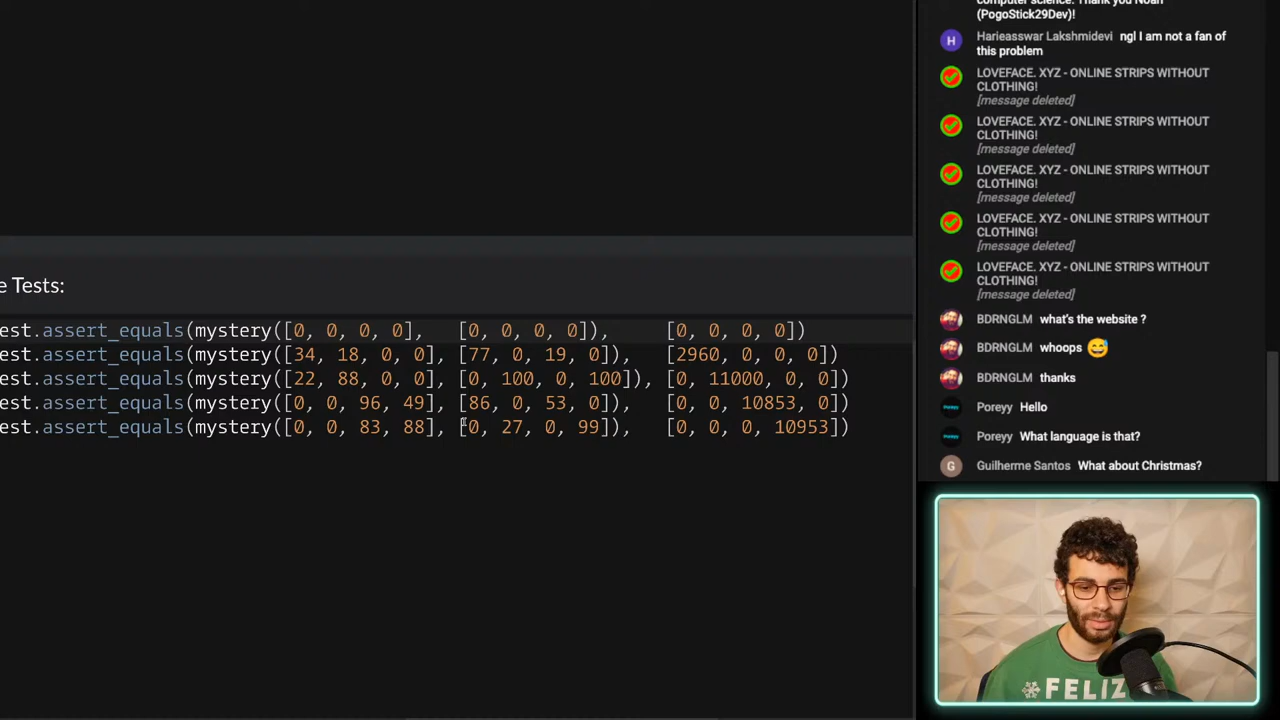 e Tests:
est.assert_equals(mystery([0, 0, 0, 0], [0, 0, 0, 0]), [0, 0, 0, 0])
est.assert_equals(mystery([34, 18, 0, 0], [77, 0, 19, 0]), [2960, 0, 0, 0])
est.assert_equals(mystery([22, 88, 0, 0], [0, 100, 0, 100]), [0, 11000, 0, 0])
est.assert_equals(mystery([0, 0, 96, 49], [86, 0, 53, 0]), [0, 0, 10853, 0])
est.assert_equals(mystery([0, 0, 83, 88], [0, 27, 0, 99]), [0, 0, 0, 10953])
computer science. Thank you Noah
(PogoStick29Dev)!
H Harieasswar Lakshmidevi ngl I am not a fan of
this problem
LOVEFACE. XYZ - ONLINE STRIPS WITHOUT
CLOTHING!
[message deleted]
LOVEFACE. XYZ - ONLINE STRIPS WITHOUT
CLOTHING!
[message deleted]
LOVEFACE. XYZ - ONLINE STRIPS WITHOUT
CLOTHING!
[message deleted]
LOVEFACE. XYZ - ONLINE STRIPS WITHOUT
CLOTHING!
[message deleted]
LOVEFACE. XYZ - ONLINE STRIPS WITHOUT
CLOTHING!
[message deleted]
BDRNGLM what's the website ?
BDRNGLM whoops 😅
BDRNGLM thanks
Poreyy Poreyy Hello
Poreyy Poreyy What language is that?
G Guilherme Santos What about Christmas?
FELIZ